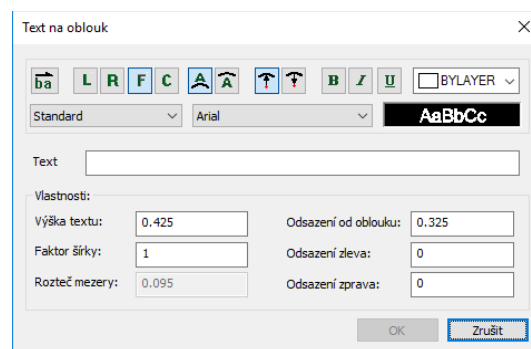 Text na oblouk
ba L R F C A A T T B I U BYLAYER
Standard Arial AaBbCc
Text
Vlastnosti:
Výška textu: 0.425 Odsazení od oblouku: 0.325
Faktor šířky: 1 Odsazení zleva: 0
Rozteč mezery: 0.095 Odsazení zprava: 0
OK Zrušit